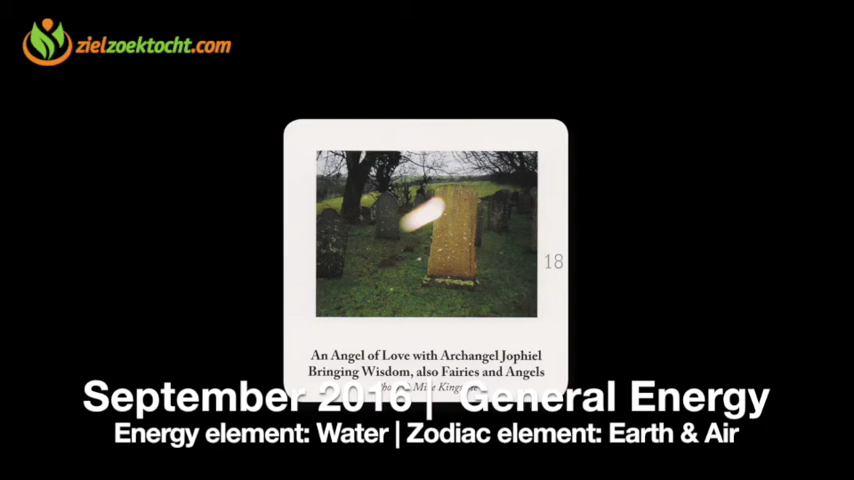 zielzoektocht.com
18
An Angel of Love with Archangel Jophiel
Bringing Wisdom, also Fairies and Angels
September 2016 | General Energy
Energy element: Water | Zodiac element: Earth & Air